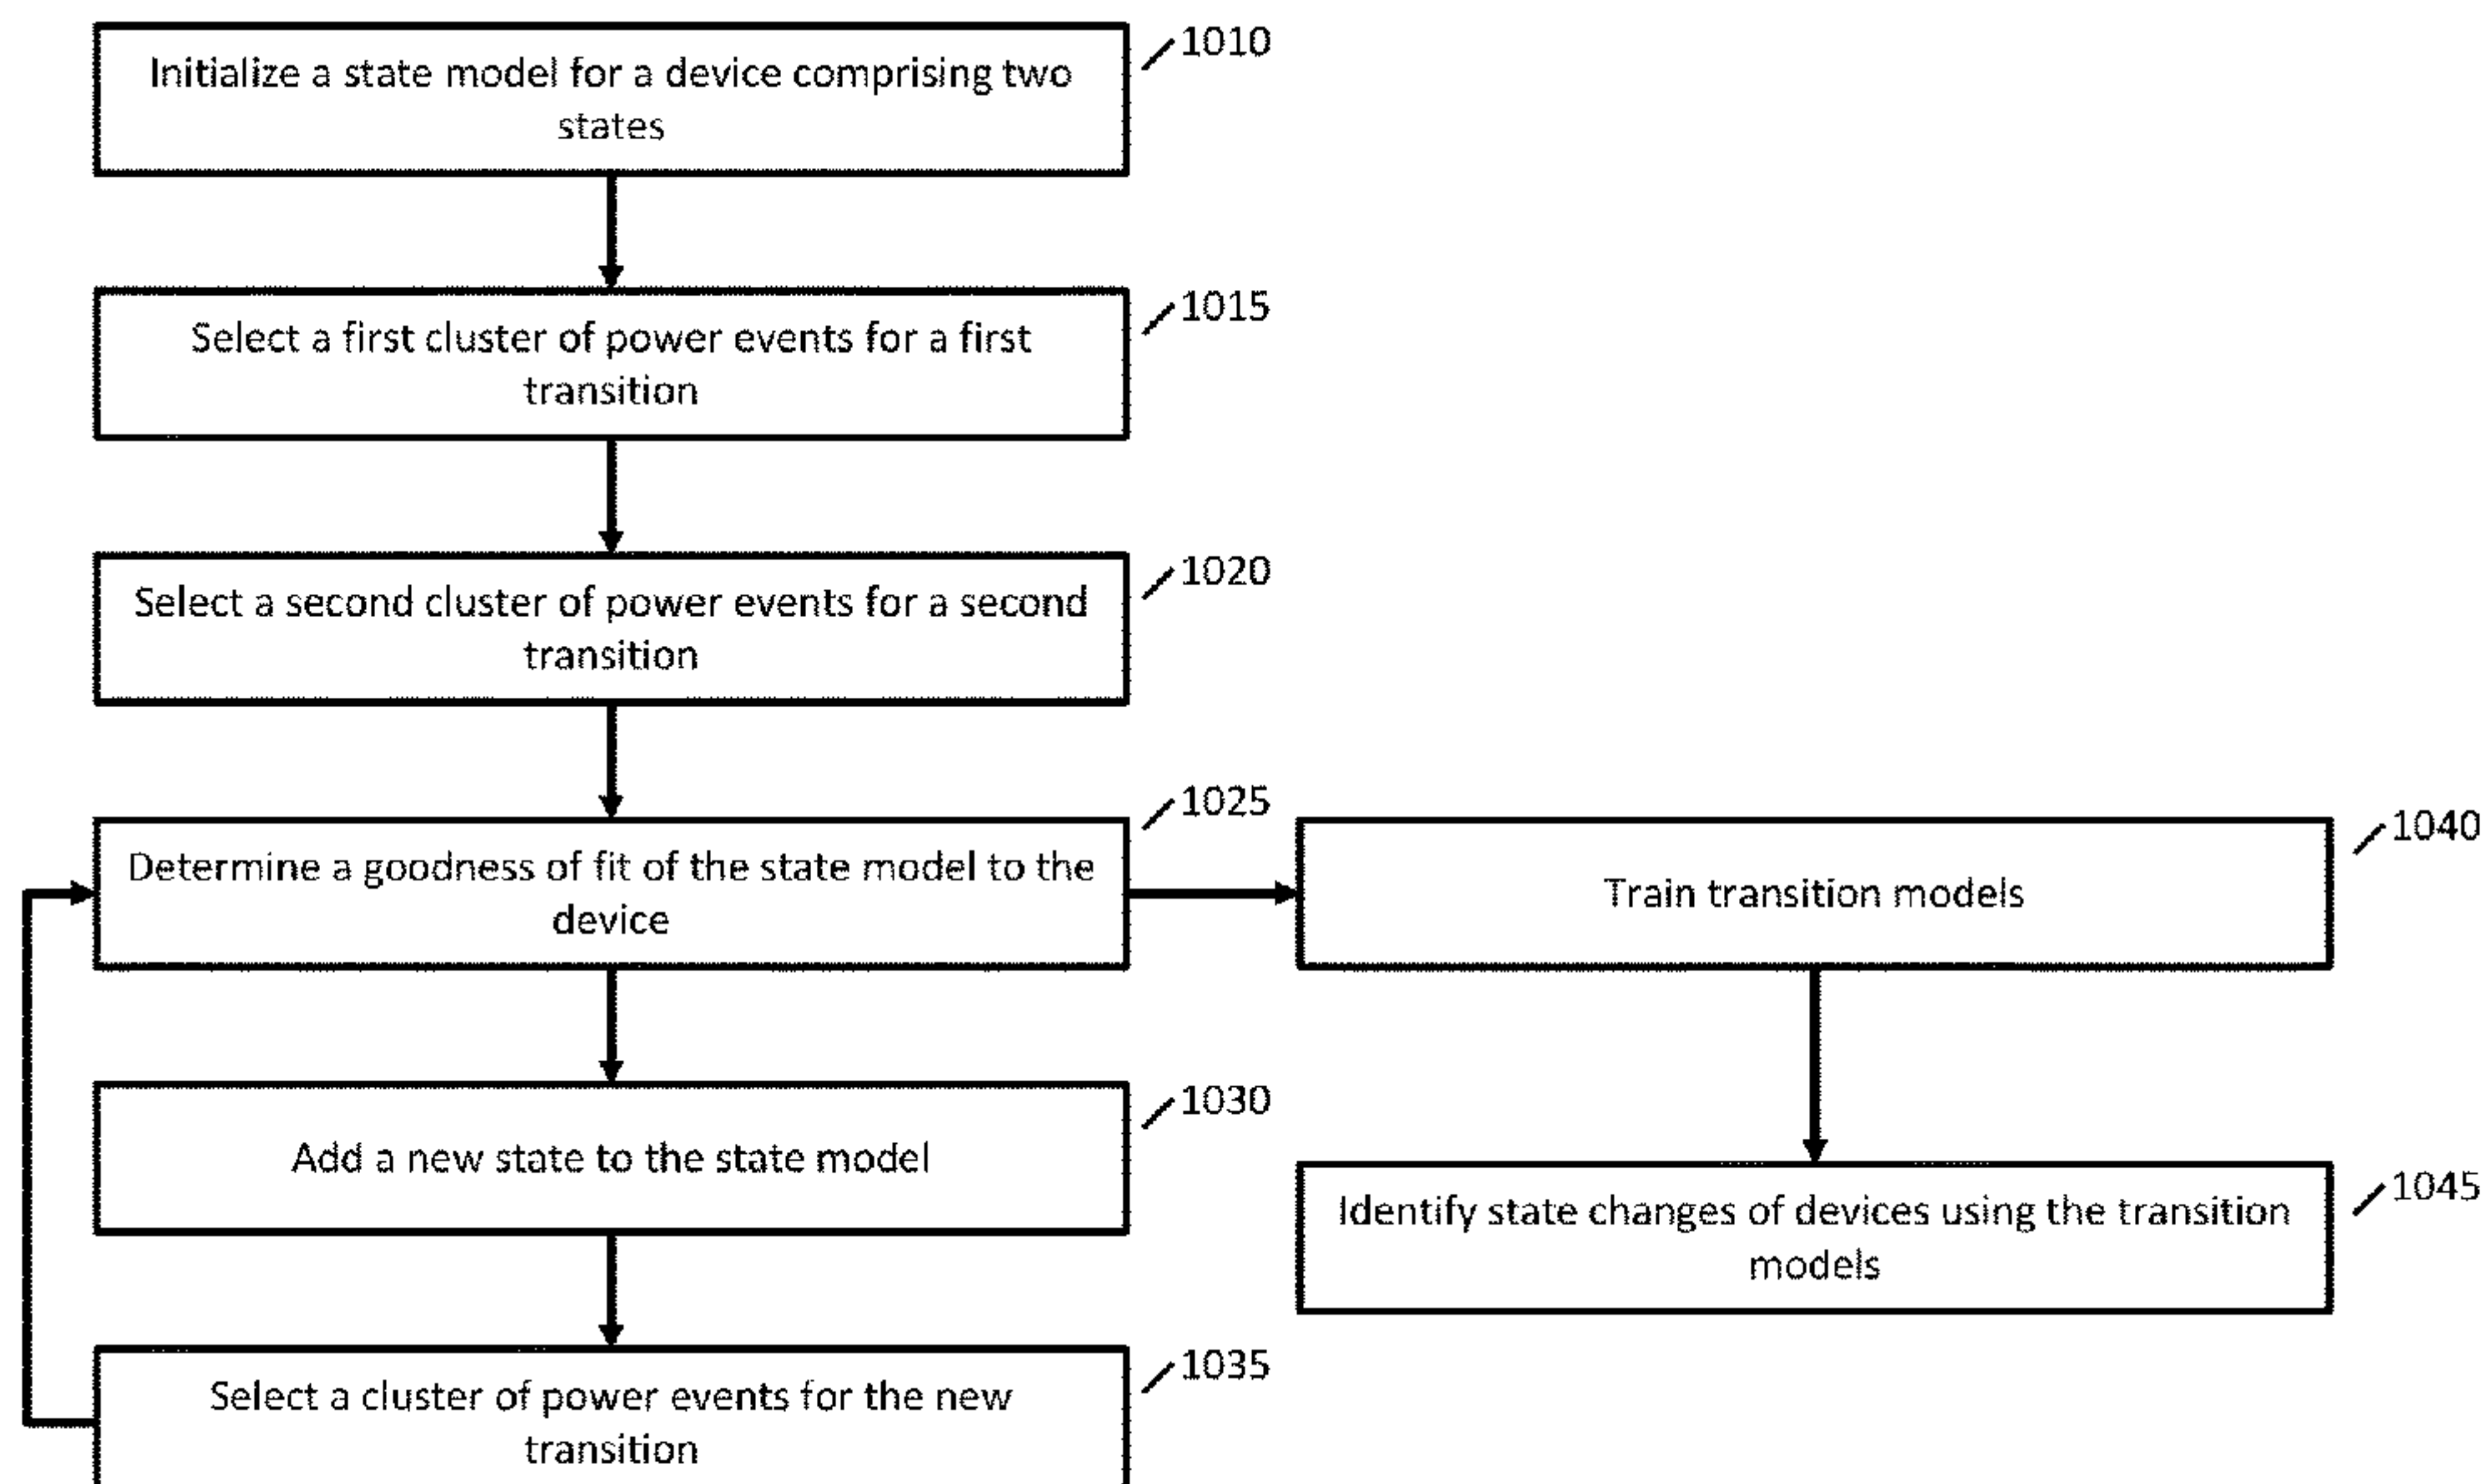 Initialize a state model for a device comprising two
states
1010
Select a first cluster of power events for a first
transition
1015
Select a second cluster of power events for a second
transition
1020
Determine a goodness of fit of the state model to the
device
1025
Add a new state to the state model
1030
Select a cluster of power events for the new
transition
1035
Train transition models
1040
Identify state changes of devices using the transition
models
1045